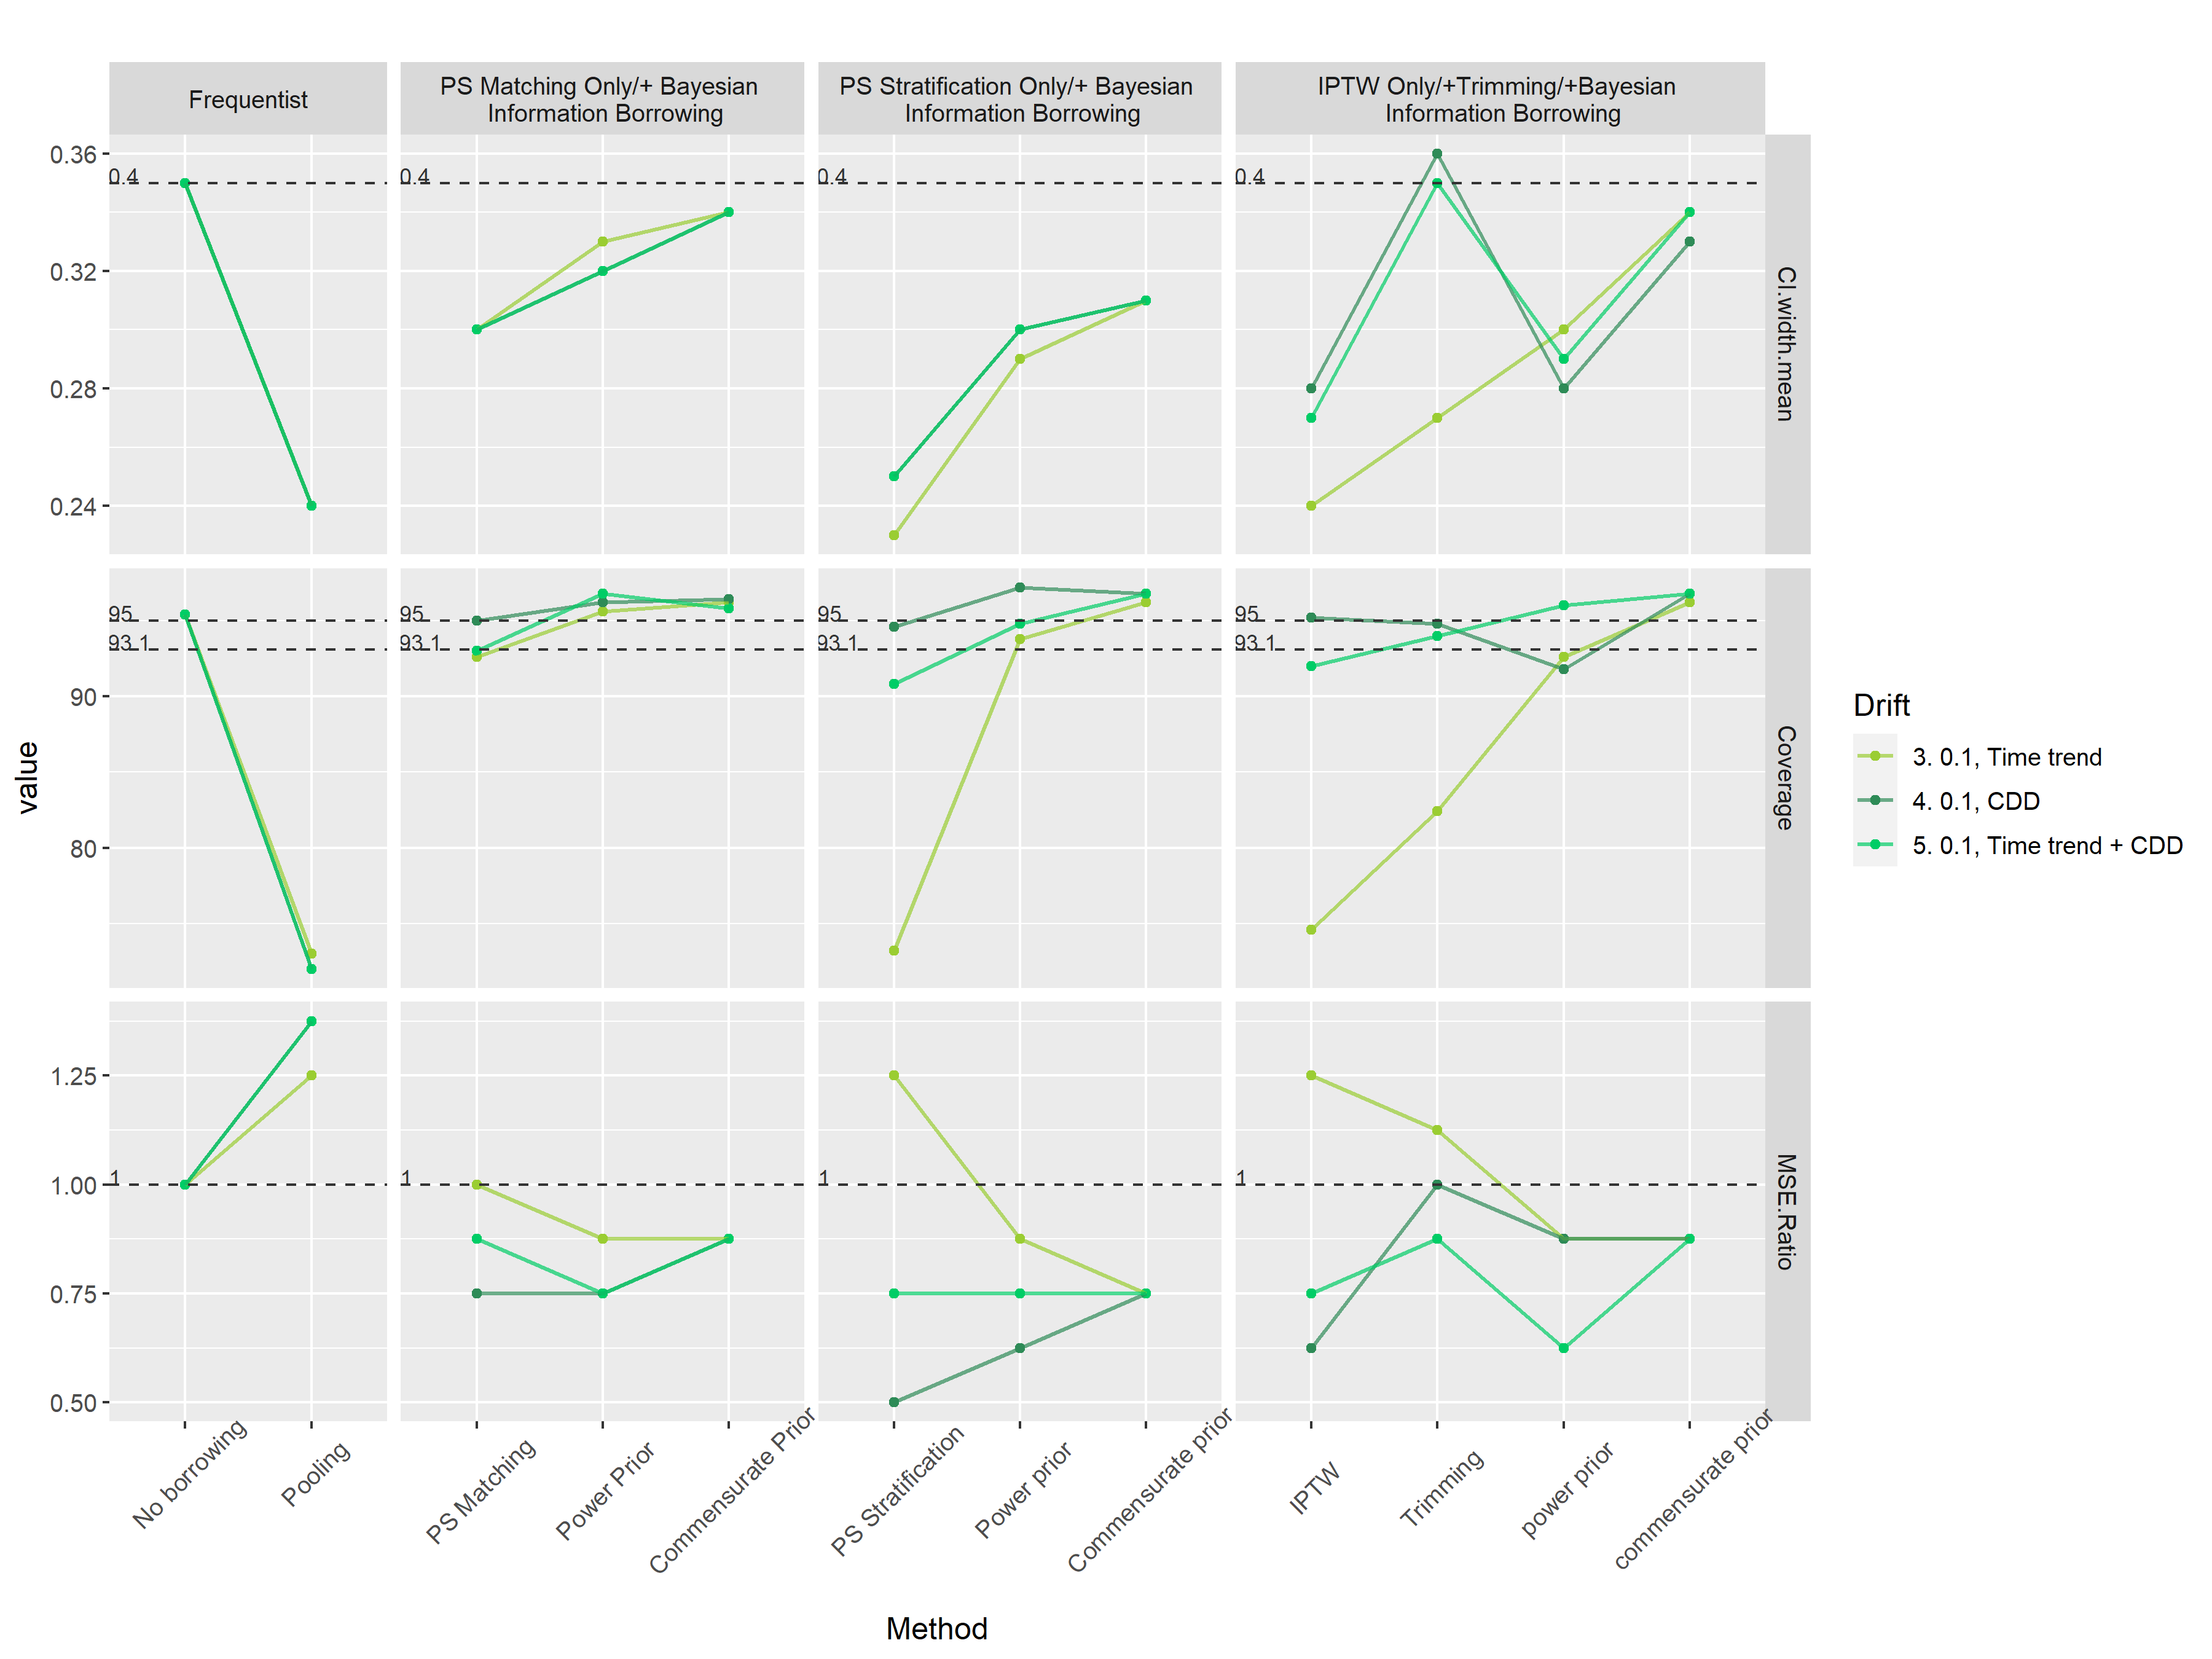 Frequentist
PS Matching Only/+ Bayesian
Information Borrowing
PS Stratification Only/+ Bayesian
Information Borrowing
IPTW Only/+Trimming/+Bayesian
Information Borrowing
0.36
0.32
0.28
0.24
0.4
0.4
0.4
0.4
CI.width.mean
90
80
95
93.1
95
93.1
95
93.1
95
93.1
Coverage
1.25
1.00
0.75
0.50
1
1
1
1
MSE.Ratio
value
No borrowing
Pooling
PS Matching
Power Prior
Commensurate Prior
PS Stratification
Power prior
Commensurate prior
IPTW
Trimming
power prior
commensurate prior
Method
Drift
3. 0.1, Time trend
4. 0.1, CDD
5. 0.1, Time trend + CDD